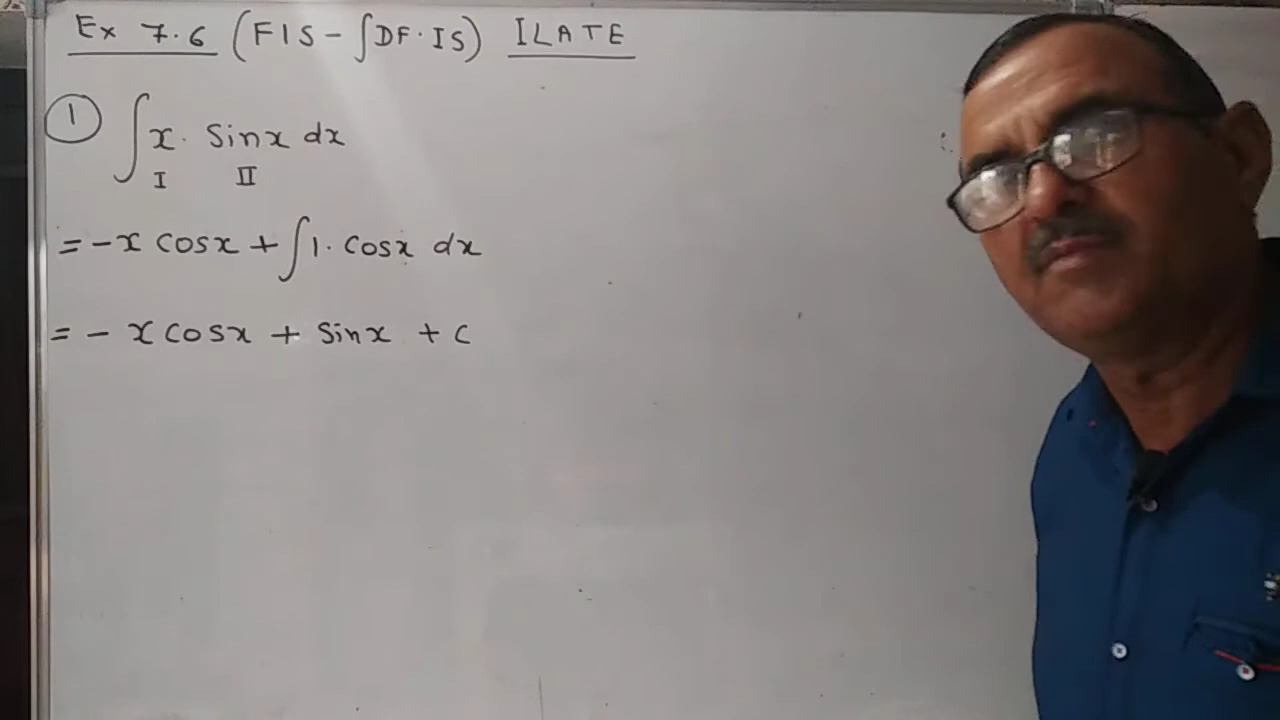 Ex 7.6 (FIS - ∫DF·IS) ILATE
1 ∫x. Sinx dx
I II
= -x cosx + ∫1. cosx dx
= - x cosx + sinx + c